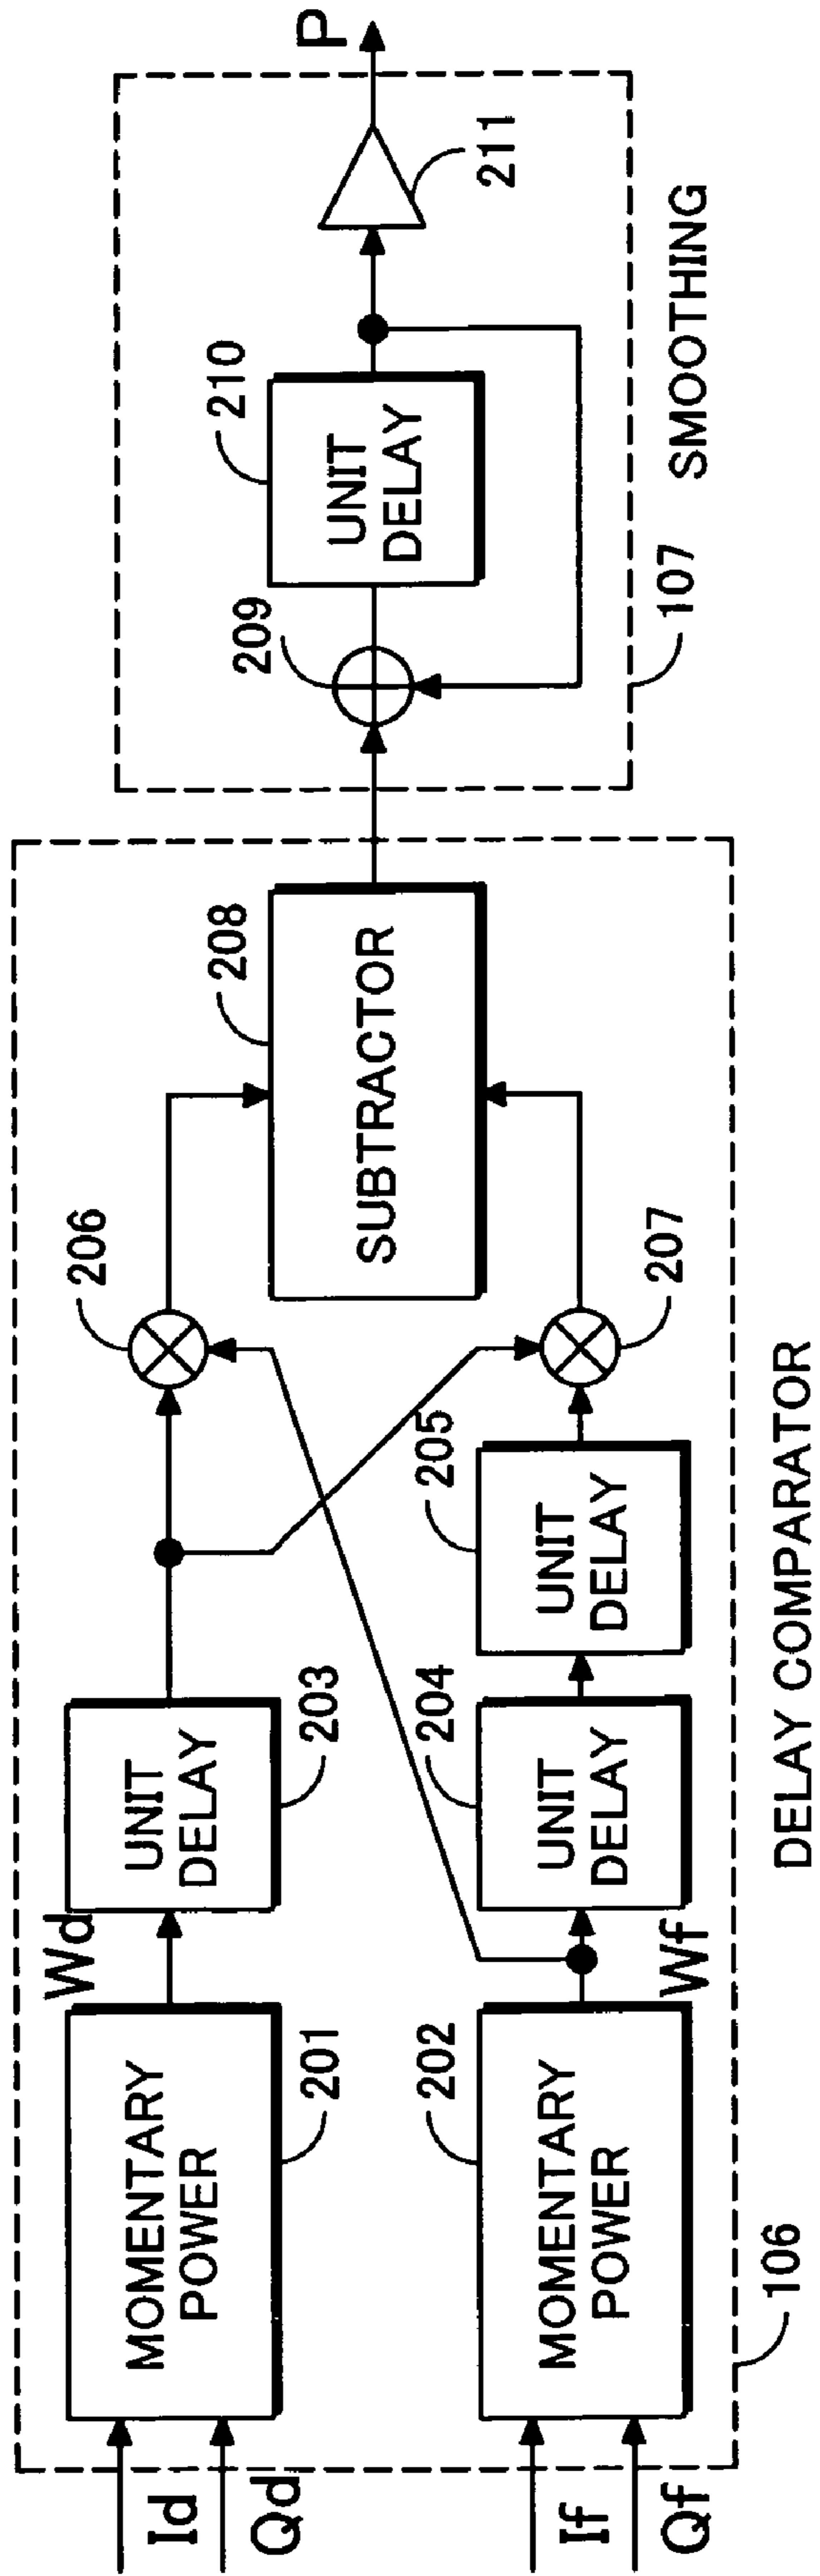 Id
Qd
MOMENTARY
POWER
201
Wd
UNIT
DELAY
203
206
If
Qf
MOMENTARY
POWER
202
Wf
204
UNIT
DELAY
205
UNIT
DELAY
207
208
SUBTRACTOR
106
DELAY COMPARATOR
209
210
UNIT
DELAY
211
P
107
SMOOTHING